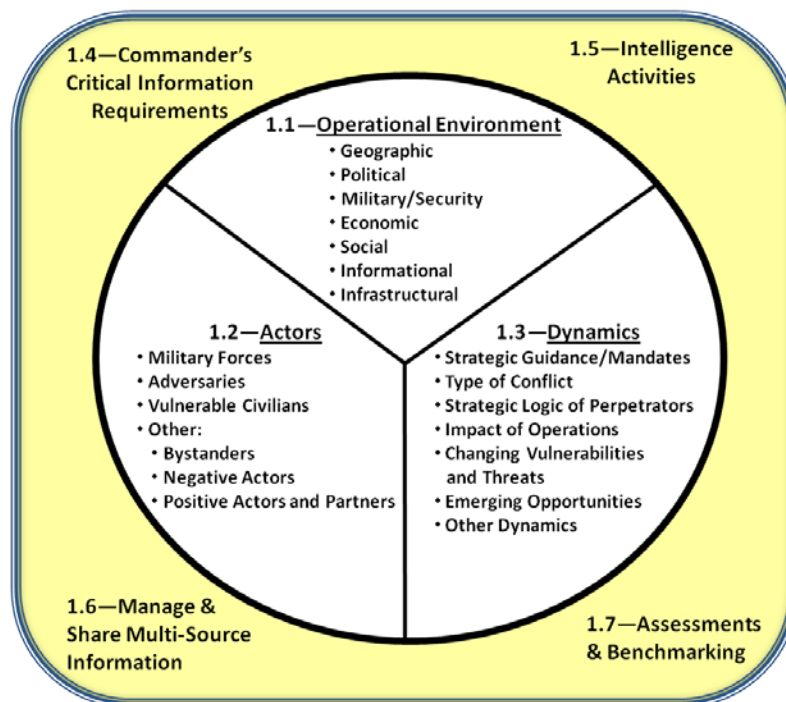 1.4—Commander's
Critical Information
Requirements
1.5—Intelligence
Activities
1.1—Operational Environment
• Geographic
• Political
• Military/Security
• Economic
• Social
• Informational
• Infrastructural
1.2—Actors
• Military Forces
• Adversaries
• Vulnerable Civilians
• Other:
• Bystanders
• Negative Actors
• Positive Actors and Partners
1.3—Dynamics
• Strategic Guidance/Mandates
• Type of Conflict
• Strategic Logic of Perpetrators
• Impact of Operations
• Changing Vulnerabilities
and Threats
• Emerging Opportunities
• Other Dynamics
1.6—Manage &
Share Multi-Source
Information
1.7—Assessments
& Benchmarking